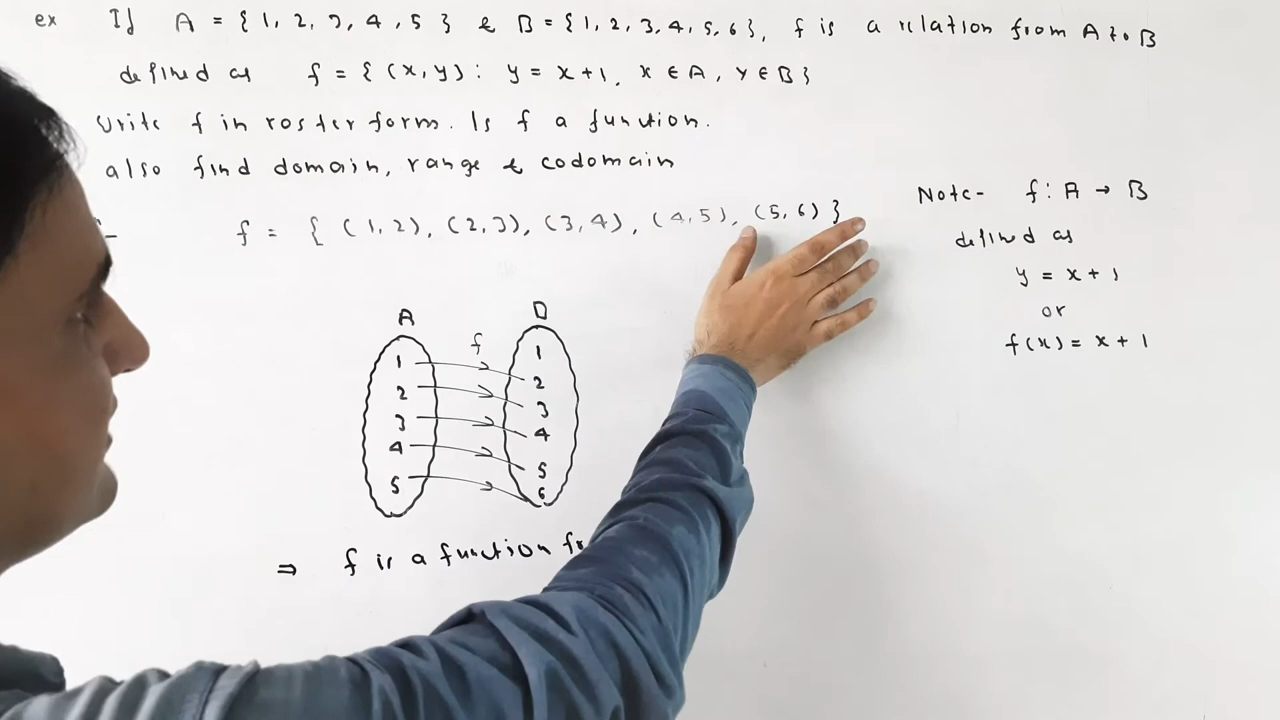 ex If A = { 1, 2, 3, 4, 5 } & B = { 1, 2, 3, 4, 5, 6 }, f is a relation from A to B
defined as f = { (x, y) : y = x + 1, x ∈ A, y ∈ B }
write f in roster form. Is f a function.
also find domain, range & codomain
f = { (1, 2), (2, 3), (3, 4), (4, 5), (5, 6) }
Note- f : A → B
defined as
y = x + 1
or
f(x) = x + 1
A B
f
1 1
2 2
3 3
4 4
5 5
6
⇒ f is a function